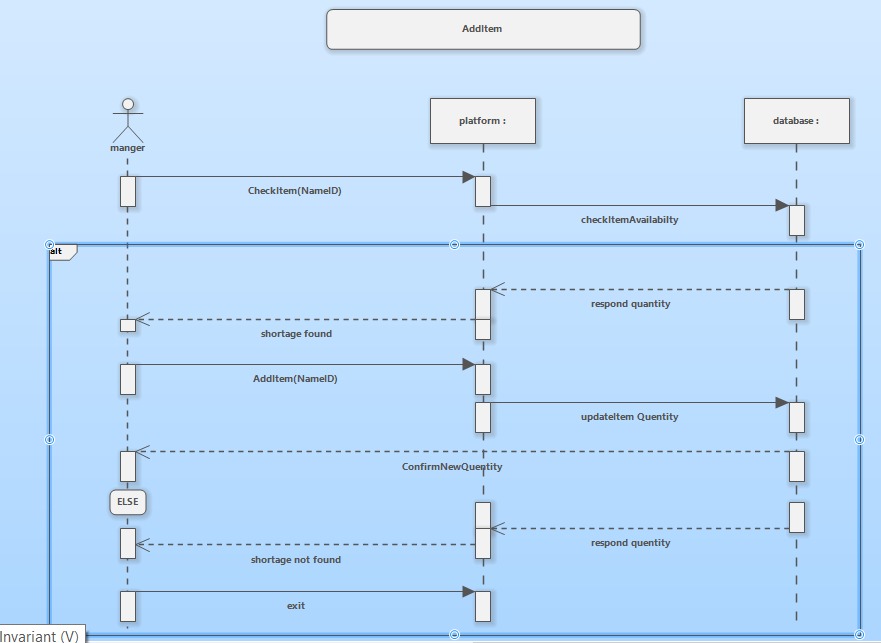 AddItem
manger
platform :
database :
CheckItem(NameID)
checkItemAvailabilty
alt
respond quantity
shortage found
AddItem(NameID)
updateItem Quentity
ConfirmNewQuentity
ELSE
respond quentity
shortage not found
exit
Invariant (V)